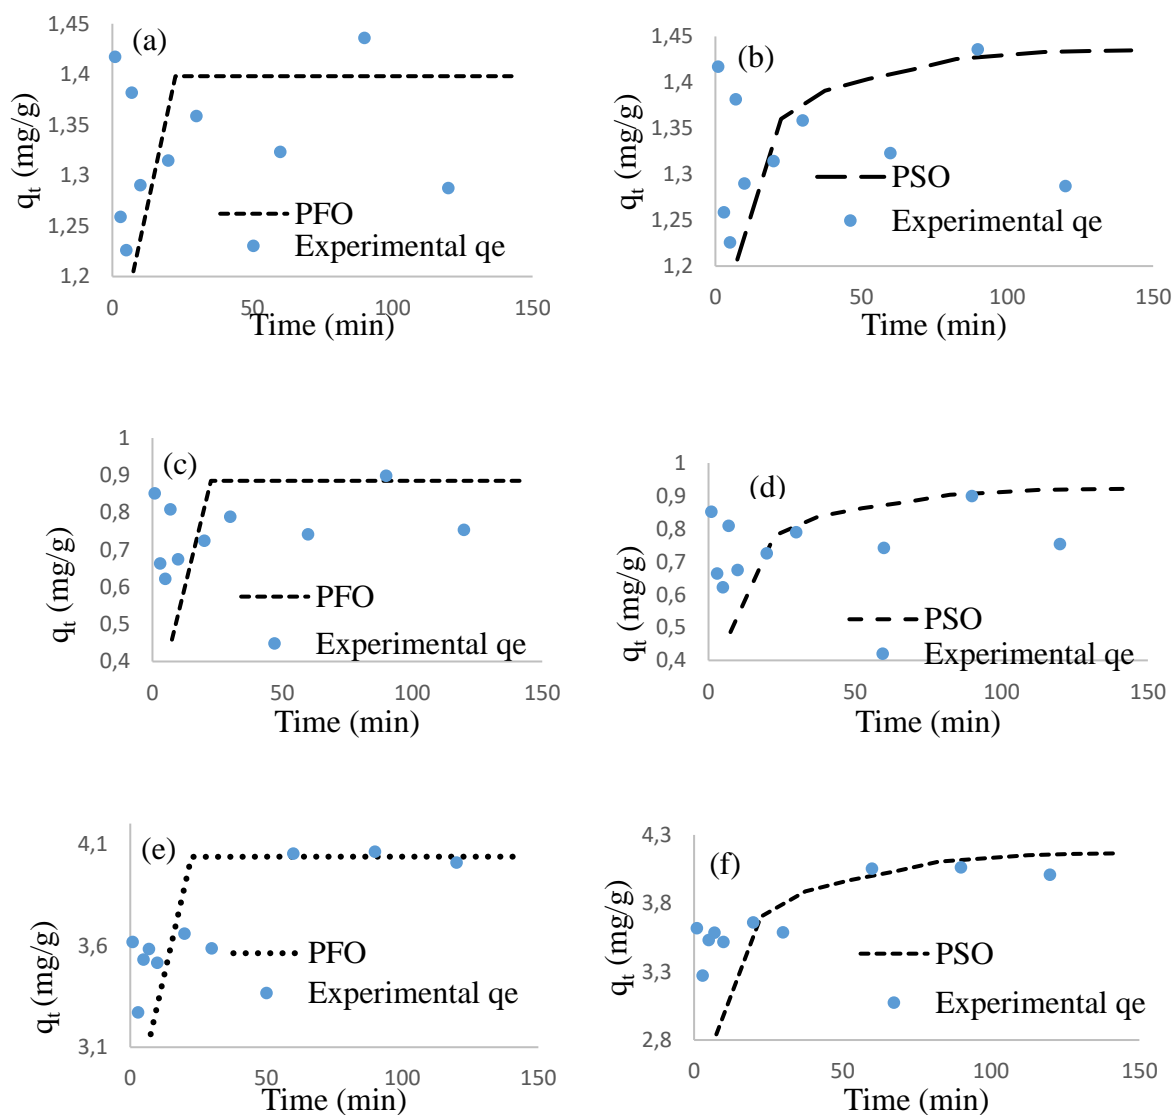 (a)
1,45
1,4
1,35
1,3
1,25
1,2
qt (mg/g)
PFO
Experimental qe
0
50
100
150
Time (min)
(b)
1,45
1,4
1,35
1,3
1,25
1,2
qt (mg/g)
PSO
Experimental qe
0
50
100
150
Time (min)
(c)
1
0,9
0,8
0,7
0,6
0,5
0,4
qt (mg/g)
PFO
Experimental qe
0
50
100
150
Time (min)
(d)
1
0,9
0,8
0,7
0,6
0,5
0,4
qt (mg/g)
PSO
Experimental qe
0
50
100
150
Time (min)
(e)
4,1
3,6
3,1
qt (mg/g)
PFO
Experimental qe
0
50
100
150
Time (min)
(f)
4,3
3,8
3,3
2,8
qt (mg/g)
PSO
Experimental qe
0
50
100
150
Time (min)